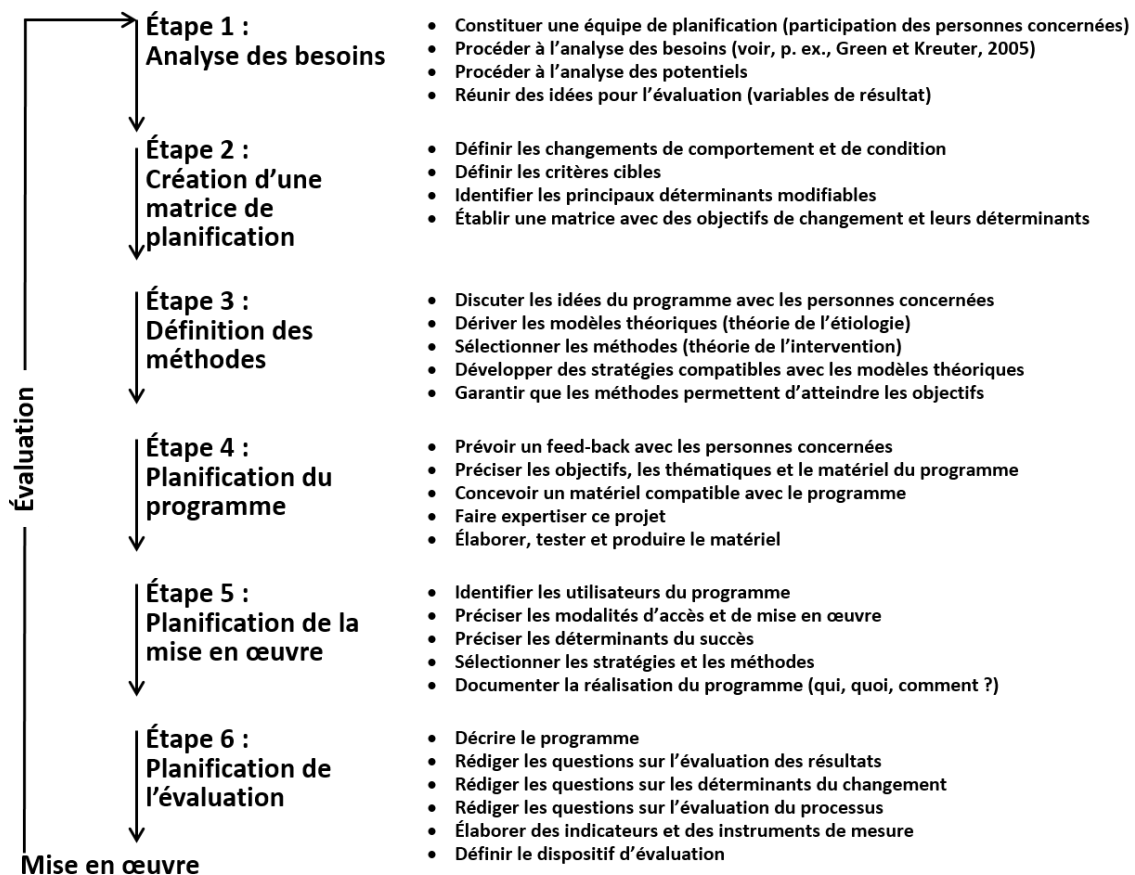 Étape 1 :
Analyse des besoins
• Constituer une équipe de planification (participation des personnes concernées)
• Procéder à l’analyse des besoins (voir, p. ex., Green et Kreuter, 2005)
• Procéder à l’analyse des potentiels
• Réunir des idées pour l’évaluation (variables de résultat)
Étape 2 :
Création d’une
matrice de
planification
• Définir les changements de comportement et de condition
• Définir les critères cibles
• Identifier les principaux déterminants modifiables
• Établir une matrice avec des objectifs de changement et leurs déterminants
Étape 3 :
Définition des
méthodes
• Discuter les idées du programme avec les personnes concernées
• Dériver les modèles théoriques (théorie de l’étiologie)
• Sélectionner les méthodes (théorie de l’intervention)
• Développer des stratégies compatibles avec les modèles théoriques
• Garantir que les méthodes permettent d’atteindre les objectifs
Étape 4 :
Planification du
programme
• Prévoir un feed-back avec les personnes concernées
• Préciser les objectifs, les thématiques et le matériel du programme
• Concevoir un matériel compatible avec le programme
• Faire expertiser ce projet
• Élaborer, tester et produire le matériel
Étape 5 :
Planification de la
mise en œuvre
• Identifier les utilisateurs du programme
• Préciser les modalités d’accès et de mise en œuvre
• Préciser les déterminants du succès
• Sélectionner les stratégies et les méthodes
• Documenter la réalisation du programme (qui, quoi, comment ?)
Étape 6 :
Planification de
l’évaluation
• Décrire le programme
• Rédiger les questions sur l’évaluation des résultats
• Rédiger les questions sur les déterminants du changement
• Rédiger les questions sur l’évaluation du processus
• Élaborer des indicateurs et des instruments de mesure
• Définir le dispositif d’évaluation
Mise en œuvre
Évaluation